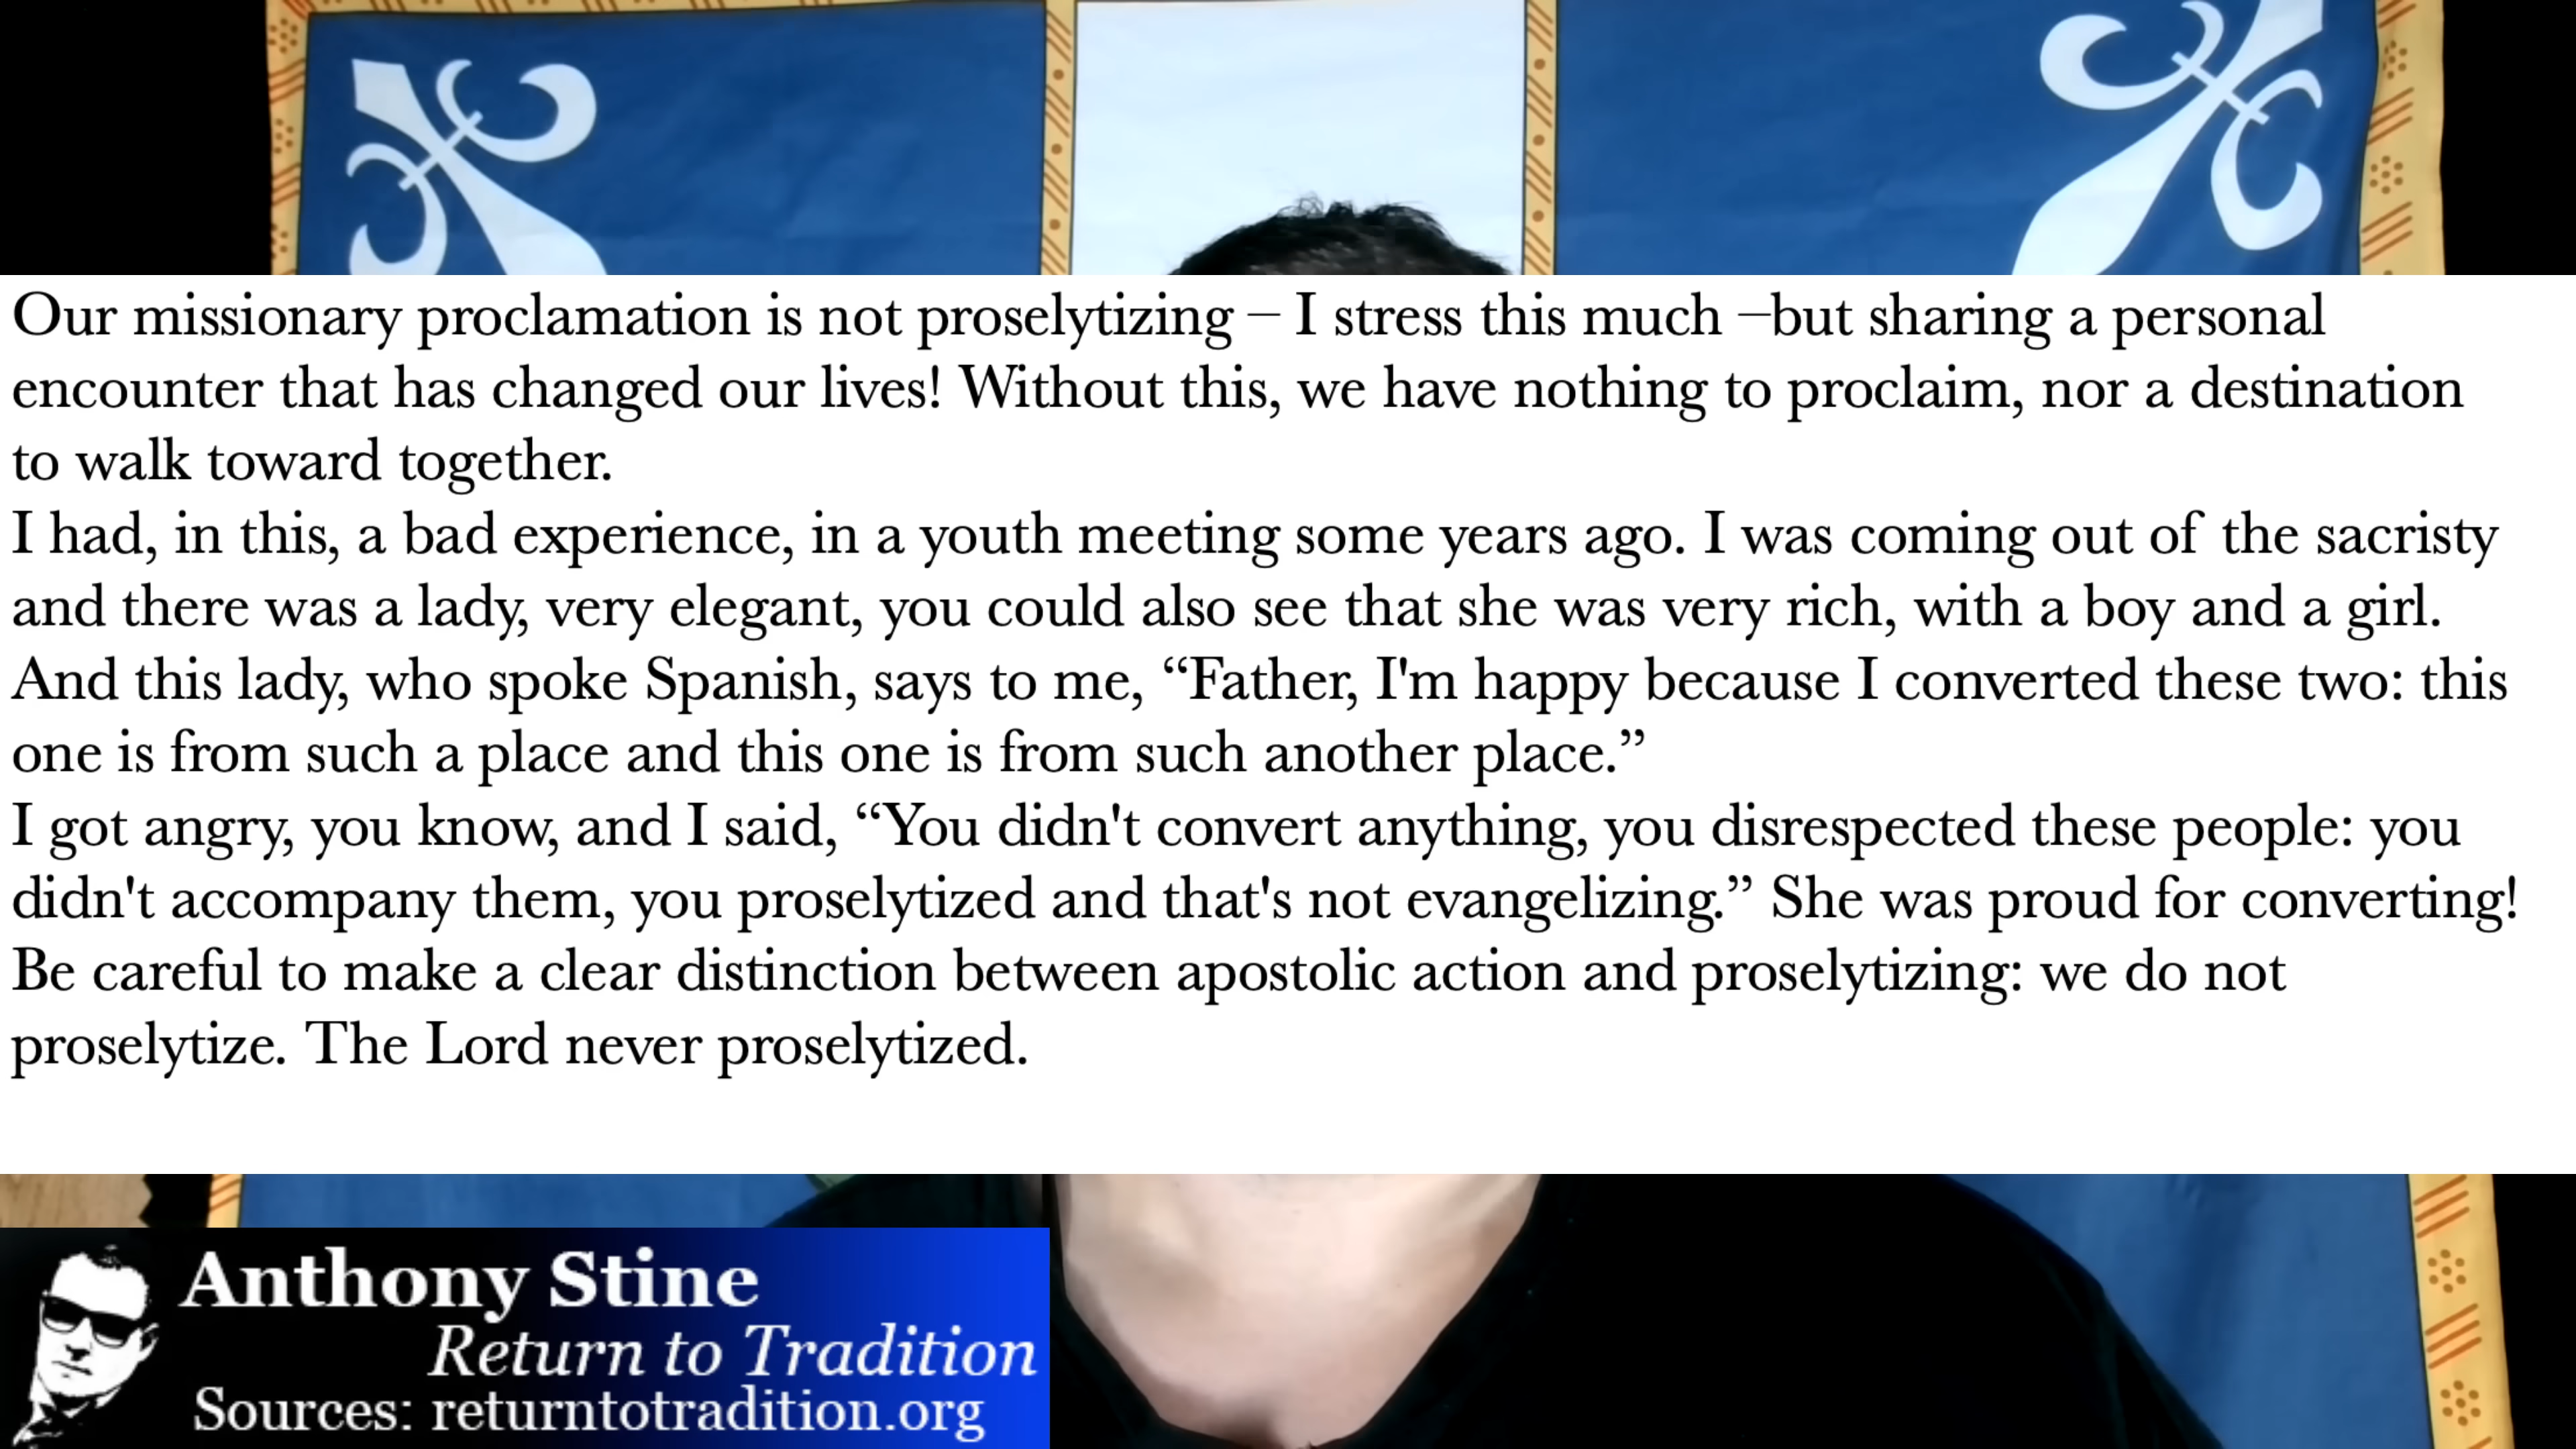 Our missionary proclamation is not proselytizing – I stress this much –but sharing a personal
encounter that has changed our lives! Without this, we have nothing to proclaim, nor a destination
to walk toward together.
I had, in this, a bad experience, in a youth meeting some years ago. I was coming out of the sacristy
and there was a lady, very elegant, you could also see that she was very rich, with a boy and a girl.
And this lady, who spoke Spanish, says to me, “Father, I'm happy because I converted these two: this
one is from such a place and this one is from such another place.”
I got angry, you know, and I said, “You didn't convert anything, you disrespected these people: you
didn't accompany them, you proselytized and that's not evangelizing.” She was proud for converting!
Be careful to make a clear distinction between apostolic action and proselytizing: we do not
proselytize. The Lord never proselytized.
Anthony Stine
Return to Tradition
Sources: returntotradition.org